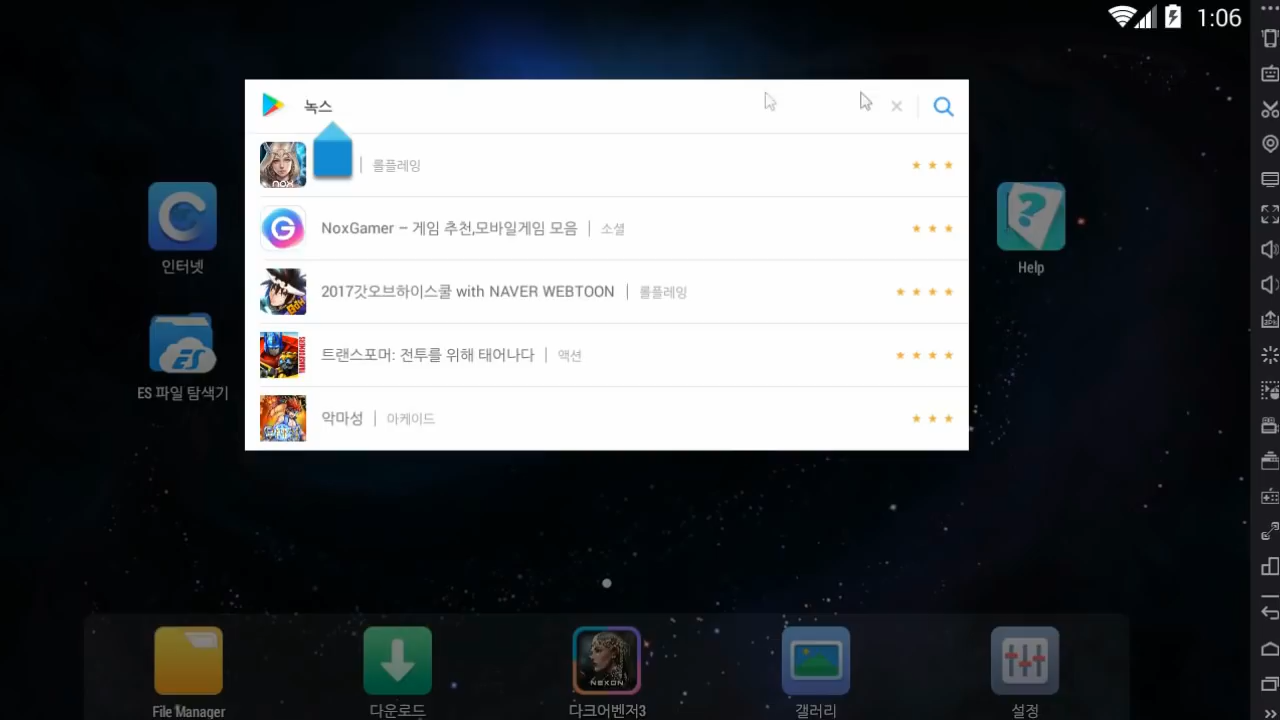 1:06
녹스
nox
| 롤플레잉
NoxGamer – 게임 추천,모바일게임 모음 | 소셜
2017갓오브하이스쿨 with NAVER WEBTOON | 롤플레잉
트랜스포머: 전투를 위해 태어나다 | 액션
TRANSFORMERS
악마성 | 아케이드
인터넷
Help
ES
ES 파일 탐색기
NEXON
File Manager
다운로드
다크어벤저3
갤러리
설정